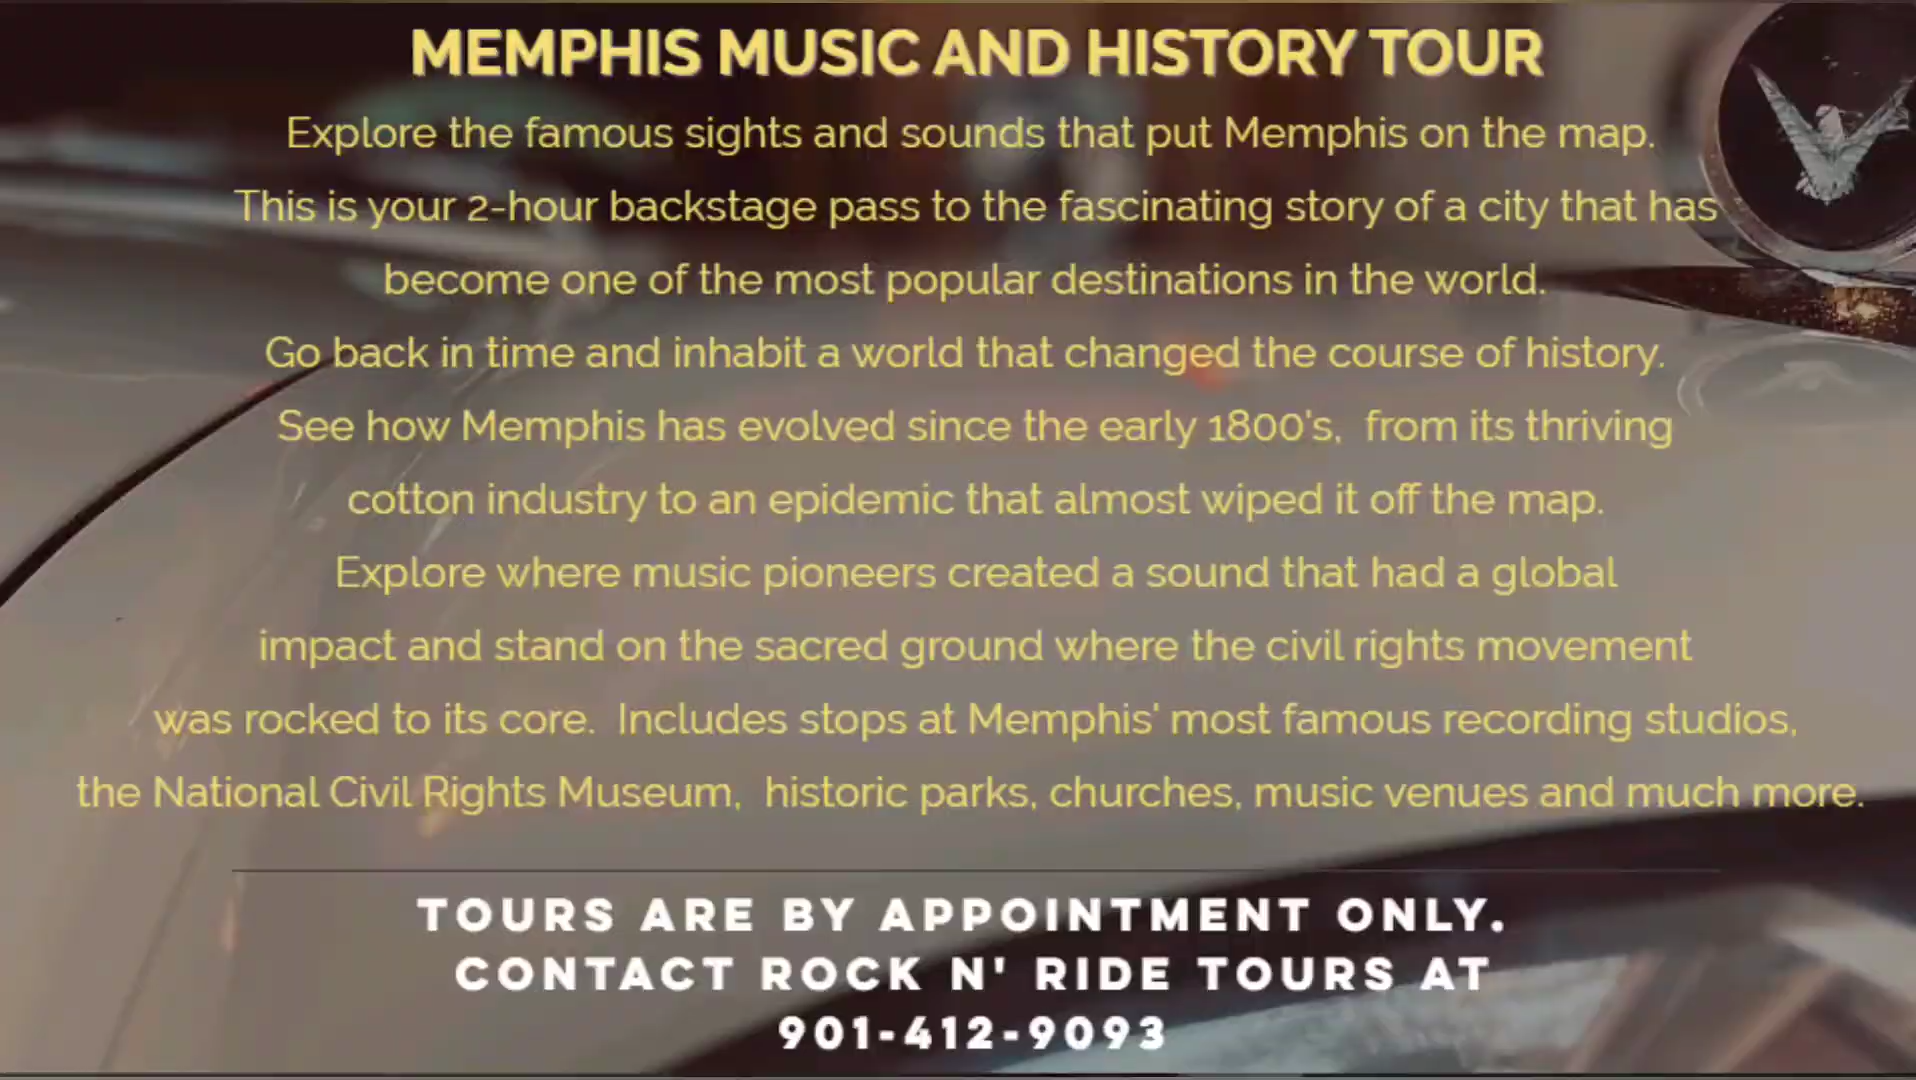 MEMPHIS MUSIC AND HISTORY TOUR
Explore the famous sights and sounds that put Memphis on the map.
This is your 2-hour backstage pass to the fascinating story of a city that has
become one of the most popular destinations in the world.
Go back in time and inhabit a world that changed the course of history.
See how Memphis has evolved since the early 1800's,  from its thriving
cotton industry to an epidemic that almost wiped it off the map.
Explore where music pioneers created a sound that had a global
impact and stand on the sacred ground where the civil rights movement
was rocked to its core.  Includes stops at Memphis' most famous recording studios,
the National Civil Rights Museum,  historic parks, churches, music venues and much more.
TOURS ARE BY APPOINTMENT ONLY.
CONTACT ROCK N' RIDE TOURS AT
901-412-9093